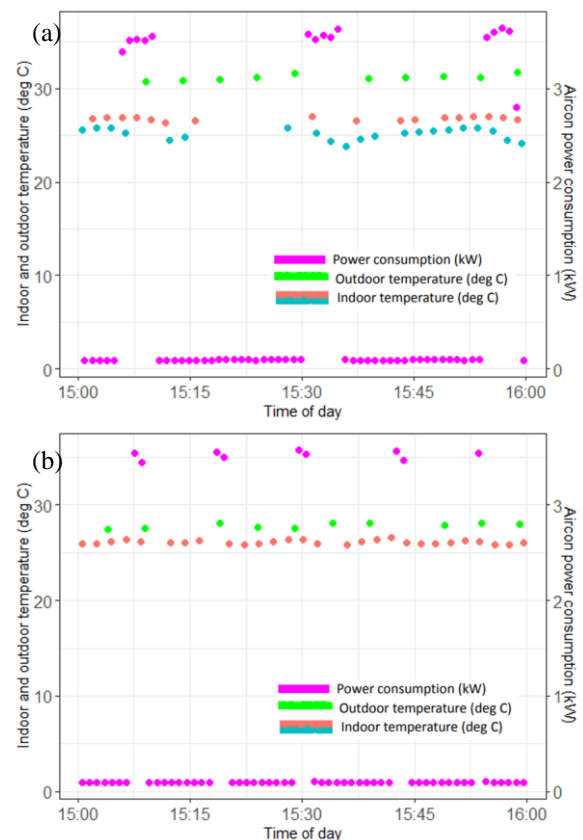 (a)
Indoor and outdoor temperature (deg C)
30
20
10
0
3
2
1
0
Aircon power consumption (kW)
Power consumption (kW)
Outdoor temperature (deg C)
Indoor temperature (deg C)
15:00 15:15 15:30 15:45 16:00
Time of day
(b)
Indoor and outdoor temperature (deg C)
30
20
10
0
3
2
1
0
Aircon power consumption (kW)
Power consumption (kW)
Outdoor temperature (deg C)
Indoor temperature (deg C)
15:00 15:15 15:30 15:45 16:00
Time of day